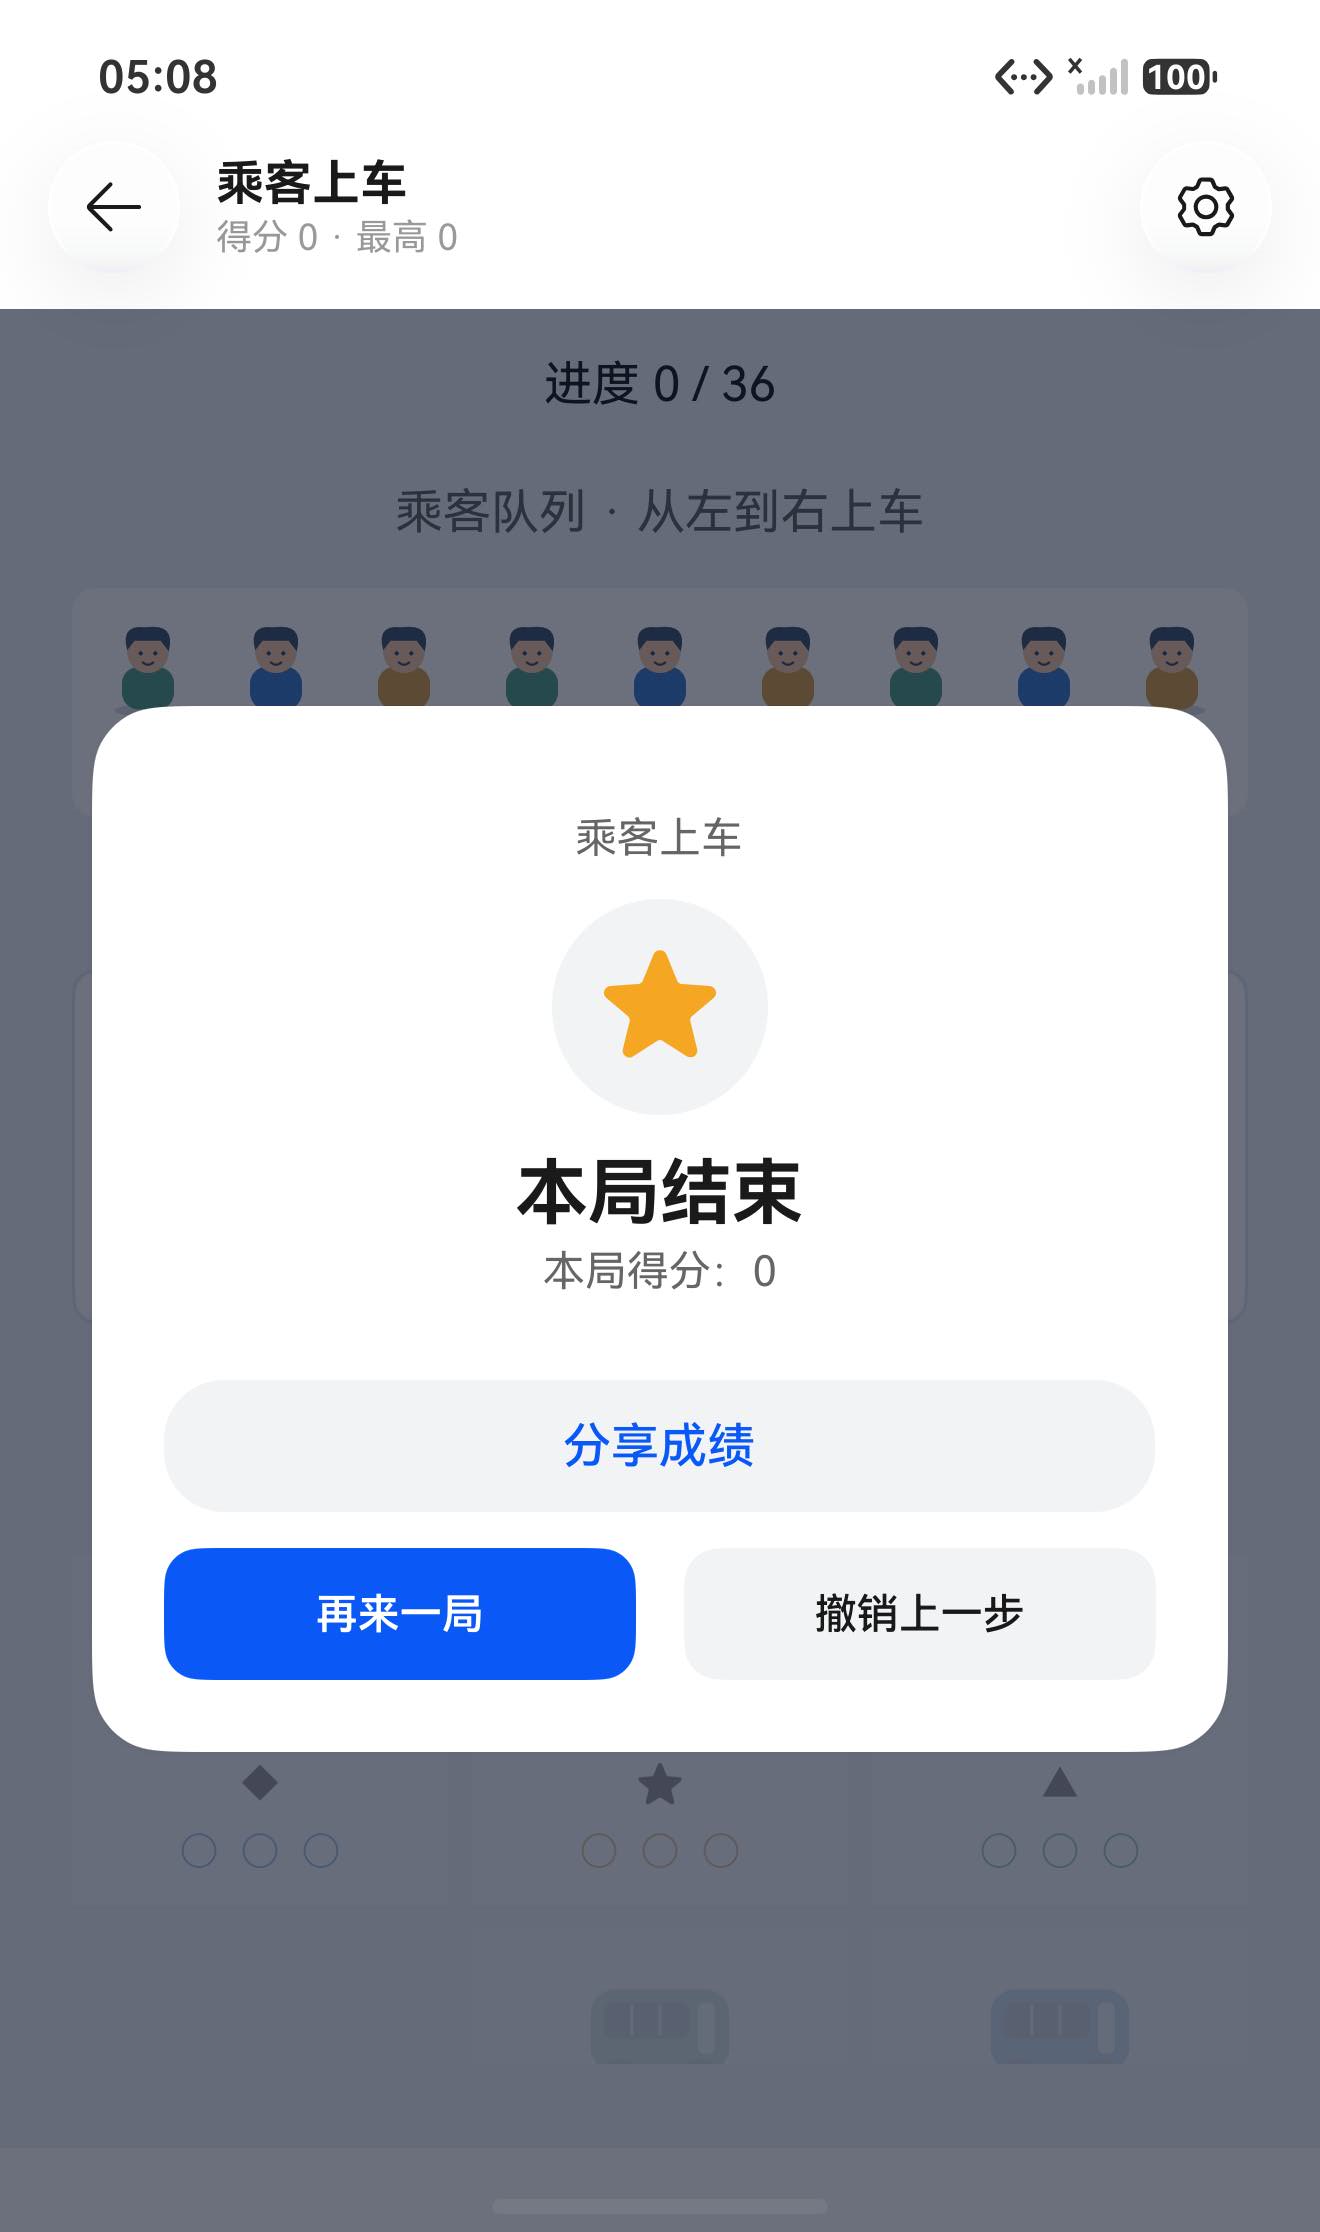 05:08
100
乘客上车
得分 0 · 最高 0
进度 0 / 36
乘客队列 · 从左到右上车
乘客上车
本局结束
本局得分：0
分享成绩
再来一局
撤销上一步